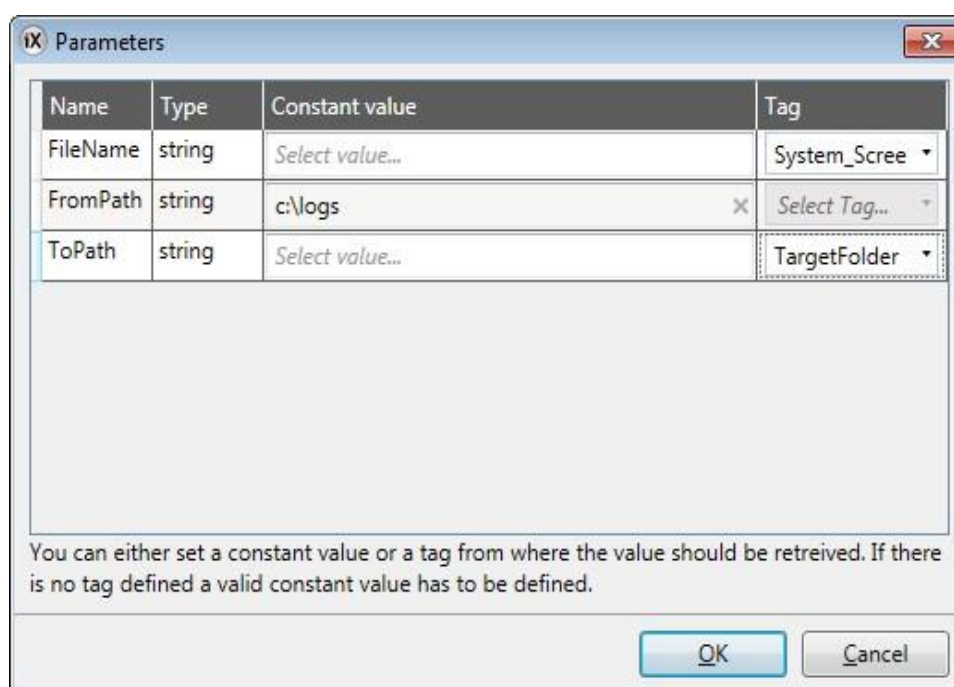 iX Parameters
Name Type Constant value Tag
FileName string Select value... System_Scree
FromPath string c:\logs Select Tag...
ToPath string Select value... TargetFolder
You can either set a constant value or a tag from where the value should be retreived. If there
is no tag defined a valid constant value has to be defined.
OK Cancel